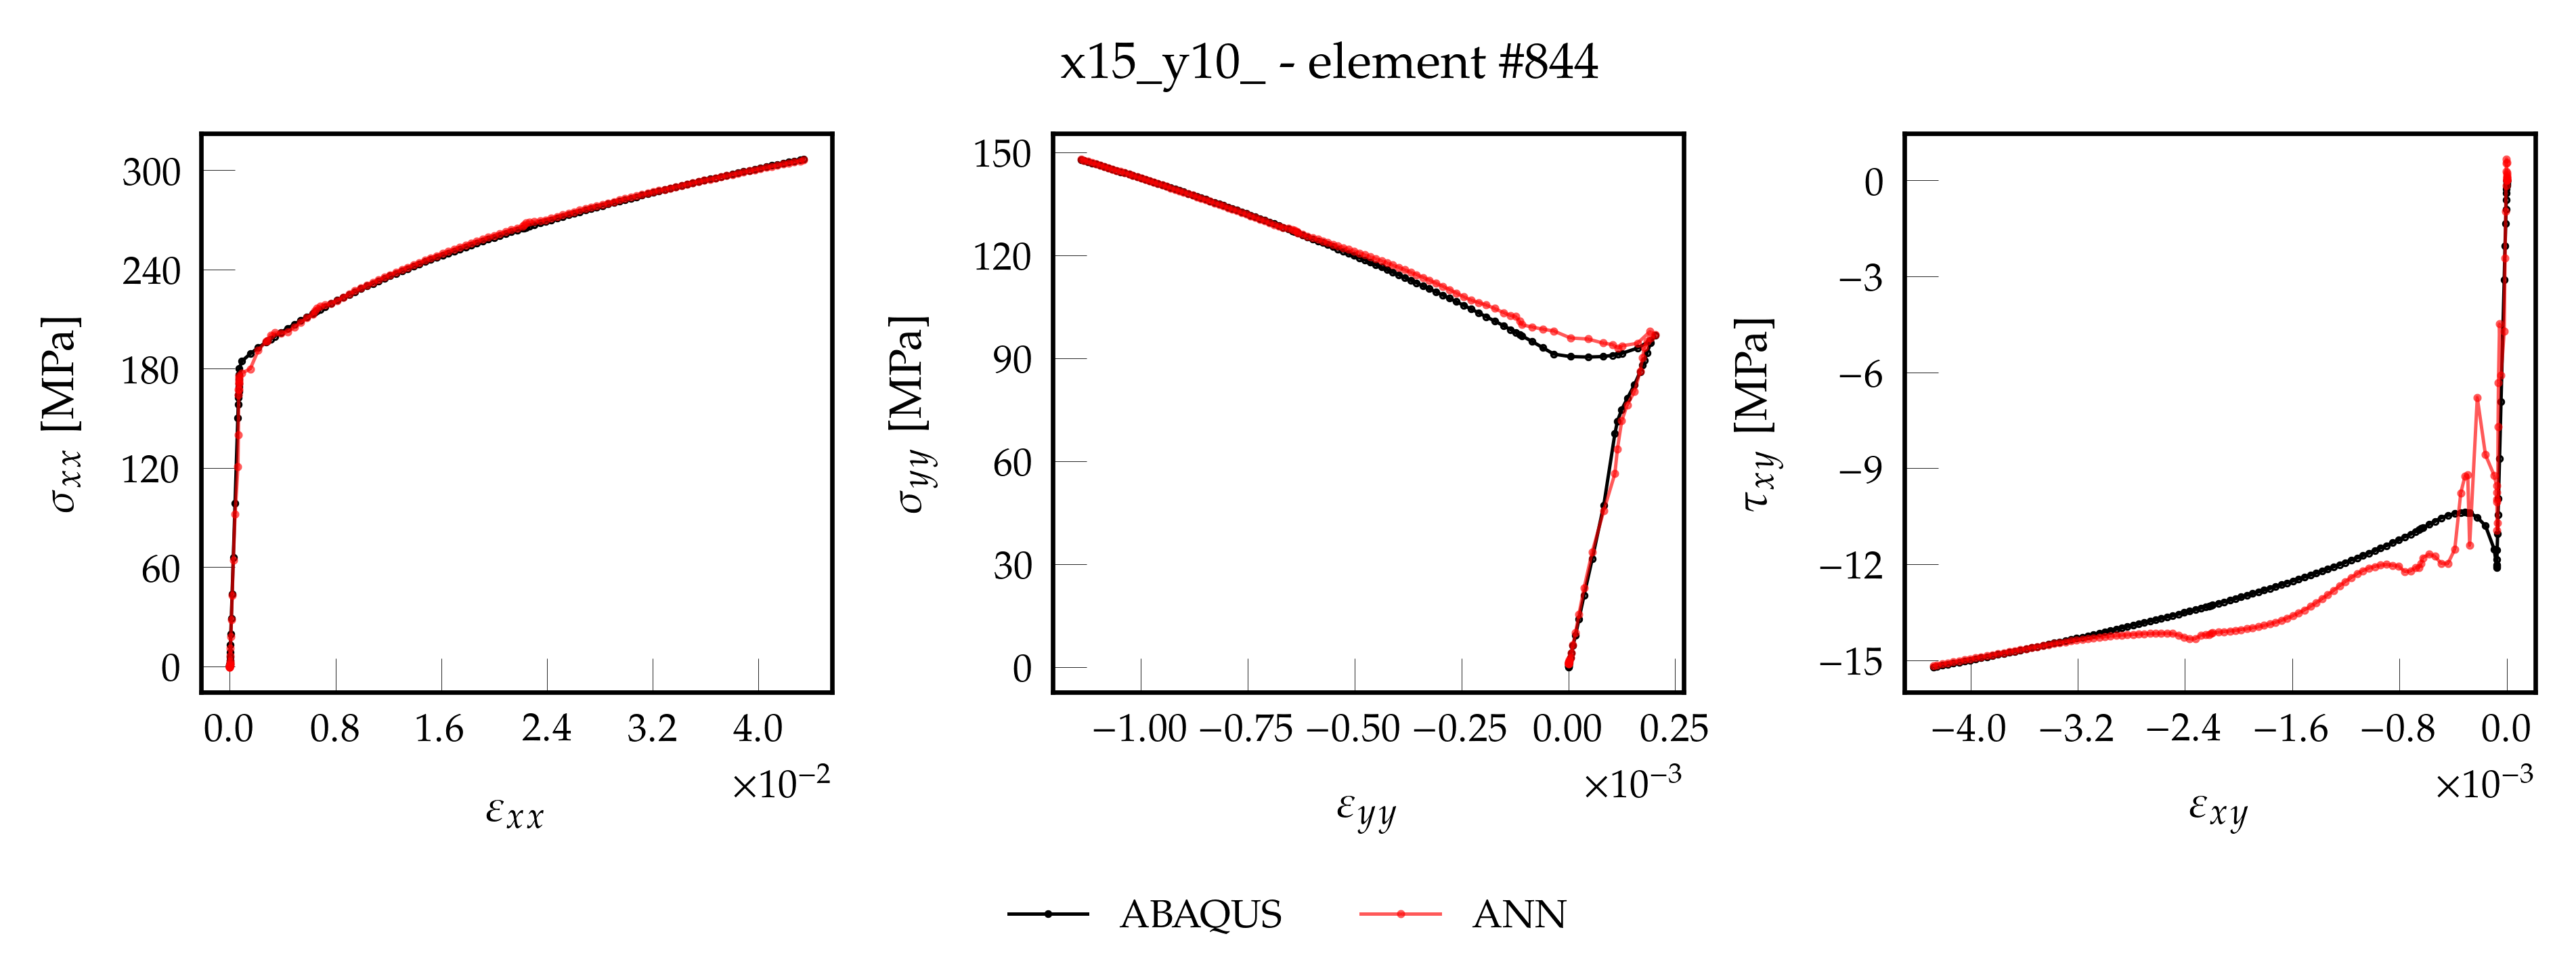 x15_y10_ - element #844
300
240
180
120
60
0
σxx [MPa]
0.0 0.8 1.6 2.4 3.2 4.0
×10−2
εxx
150
120
90
60
30
0
σyy [MPa]
−1.00 −0.75 −0.50 −0.25 0.00 0.25
×10−3
εyy
0
−3
−6
−9
−12
−15
τxy [MPa]
−4.0 −3.2 −2.4 −1.6 −0.8 0.0
×10−3
εxy
ABAQUS ANN